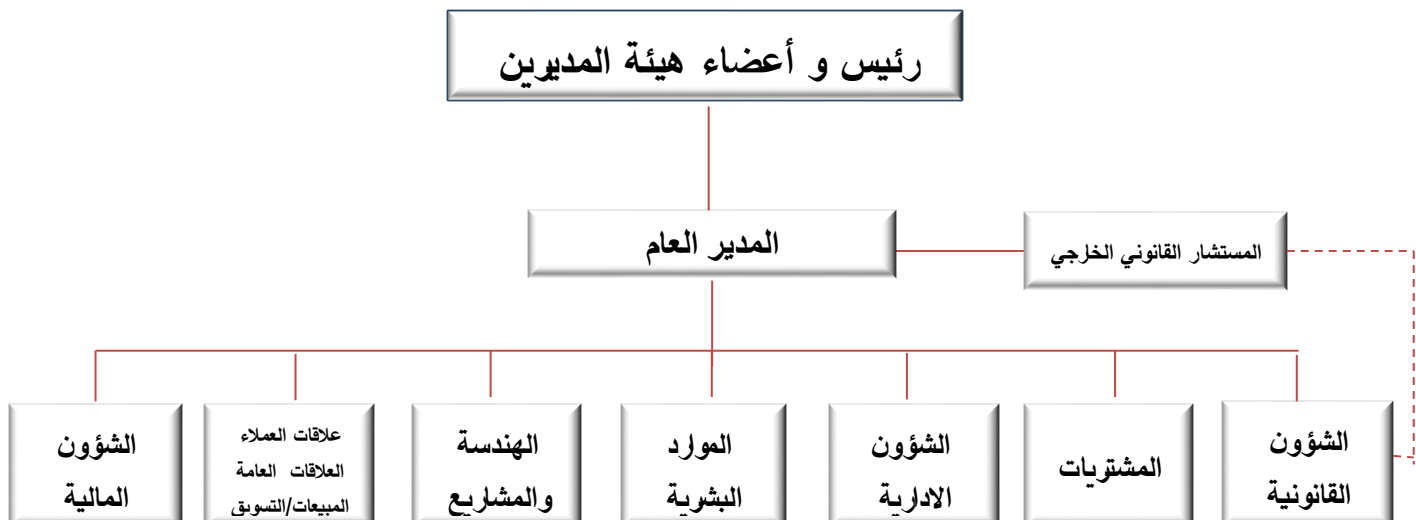 رئيس و أعضاء هيئة المديرين
المدير العام
المستشار القانوني الخارجي
الشؤون
القانونية
المشتريات
الشؤون
الادارية
الموارد
البشرية
الهندسة
والمشاريع
علاقات العملاء
العلاقات العامة
المبيعات/التسويق
الشؤون
المالية